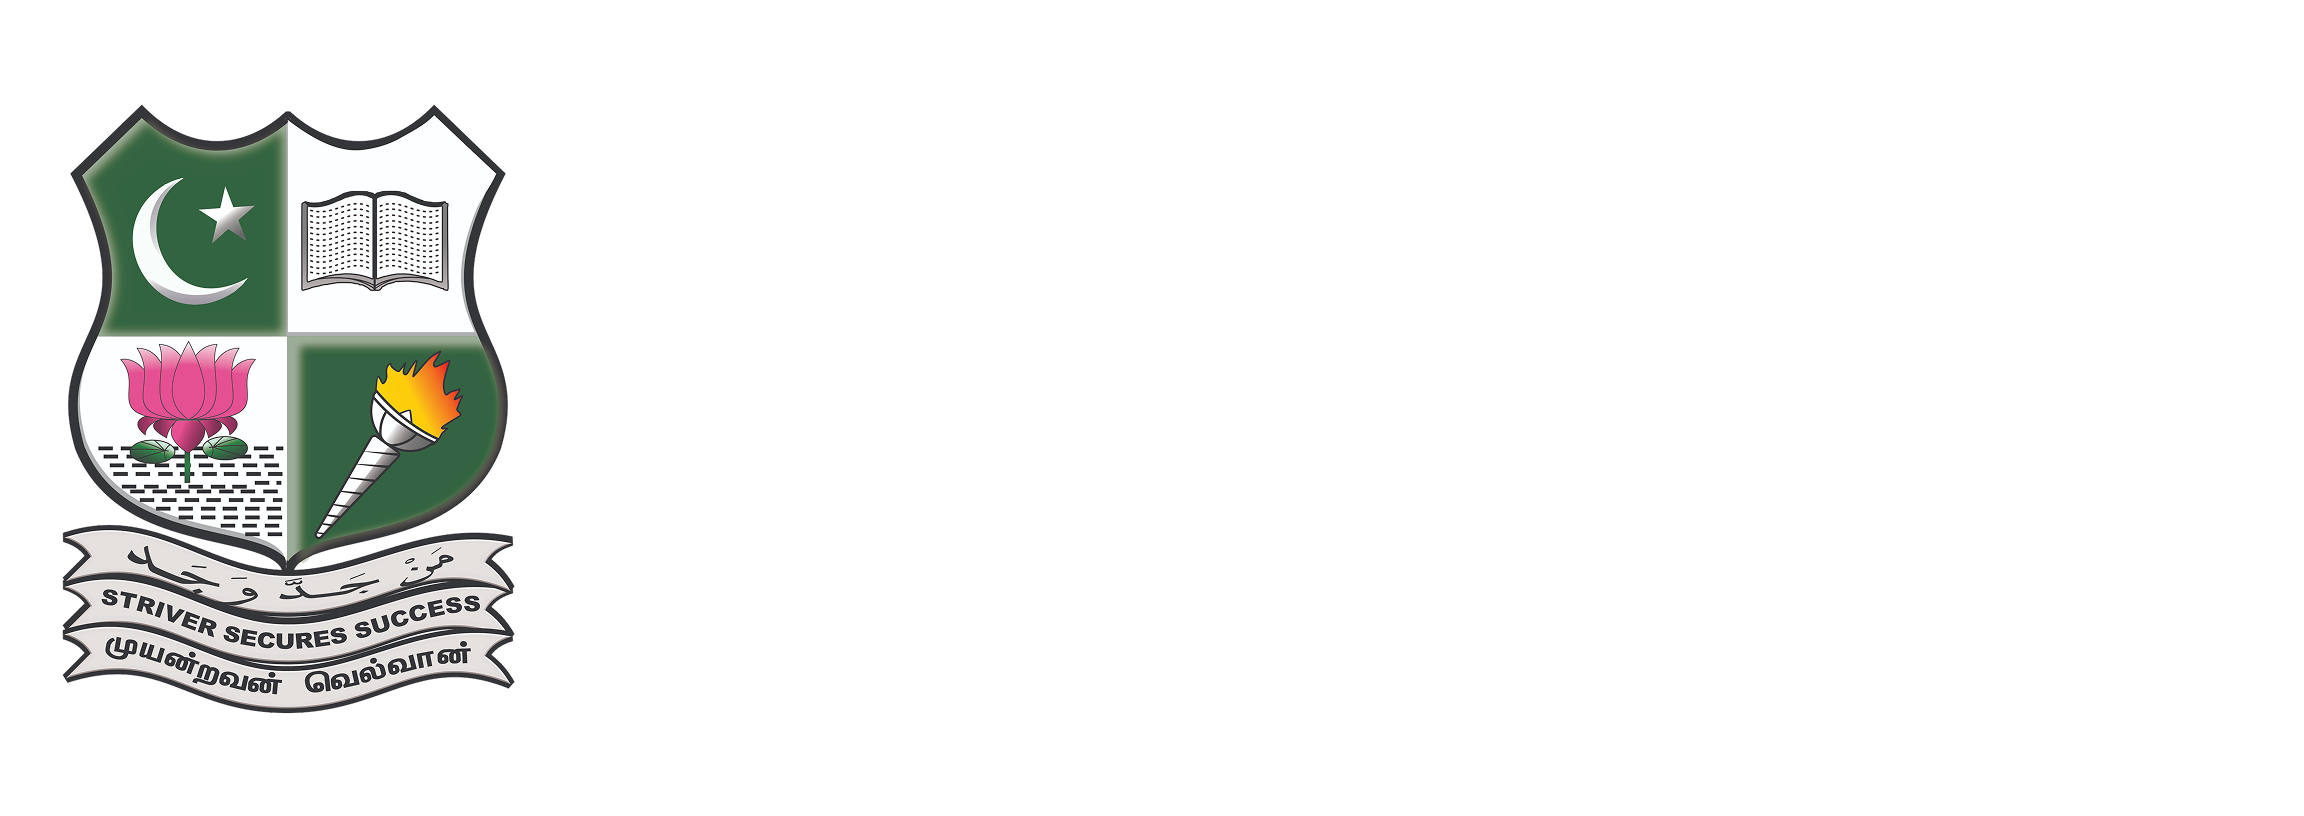 مَنْ جَدَّ وَجَد
STRIVER SECURES SUCCESS
முயன்றவன் வெல்வான்